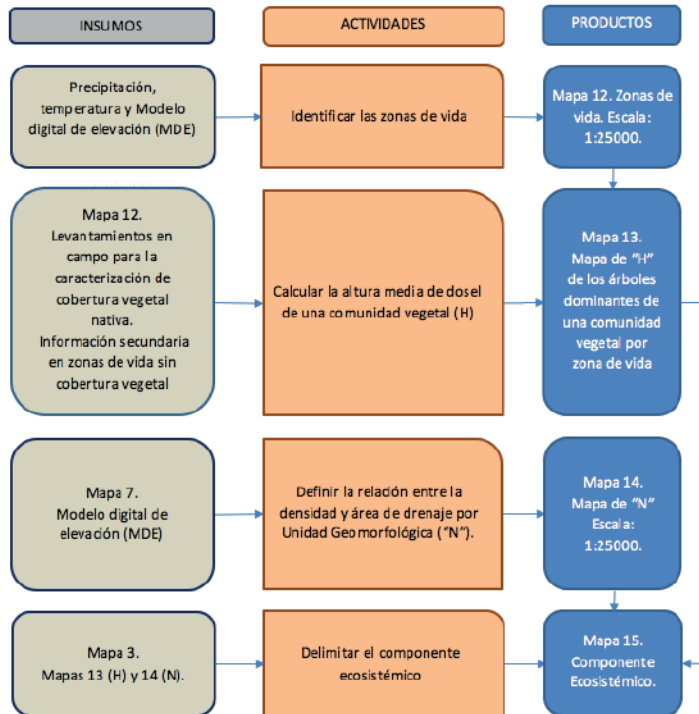 INSUMOS
ACTIVIDADES
PRODUCTOS
Precipitación,
temperatura y Modelo
digital de elevación (MDE)
Identificar las zonas de vida
Mapa 12. Zonas de
vida. Escala:
1:25000.
Mapa 12.
Levantamientos en
campo para la
caracterización de
cobertura vegetal
nativa.
Información secundaria
en zonas de vida sin
cobertura vegetal
Calcular la altura media de dosel
de una comunidad vegetal (H)
Mapa 13.
Mapa de “H”
de los árboles
dominantes de
una comunidad
vegetal por
zona de vida
Mapa 7.
Modelo digital de
elevación (MDE)
Definir la relación entre la
densidad y área de drenaje por
Unidad Geomorfológica (“N”).
Mapa 14.
Mapa de “N”
Escala:
1:25000.
Mapa 3.
Mapas 13 (H) y 14 (N).
Delimitar el componente
ecosistémico
Mapa 15.
Componente
Ecosistémico.